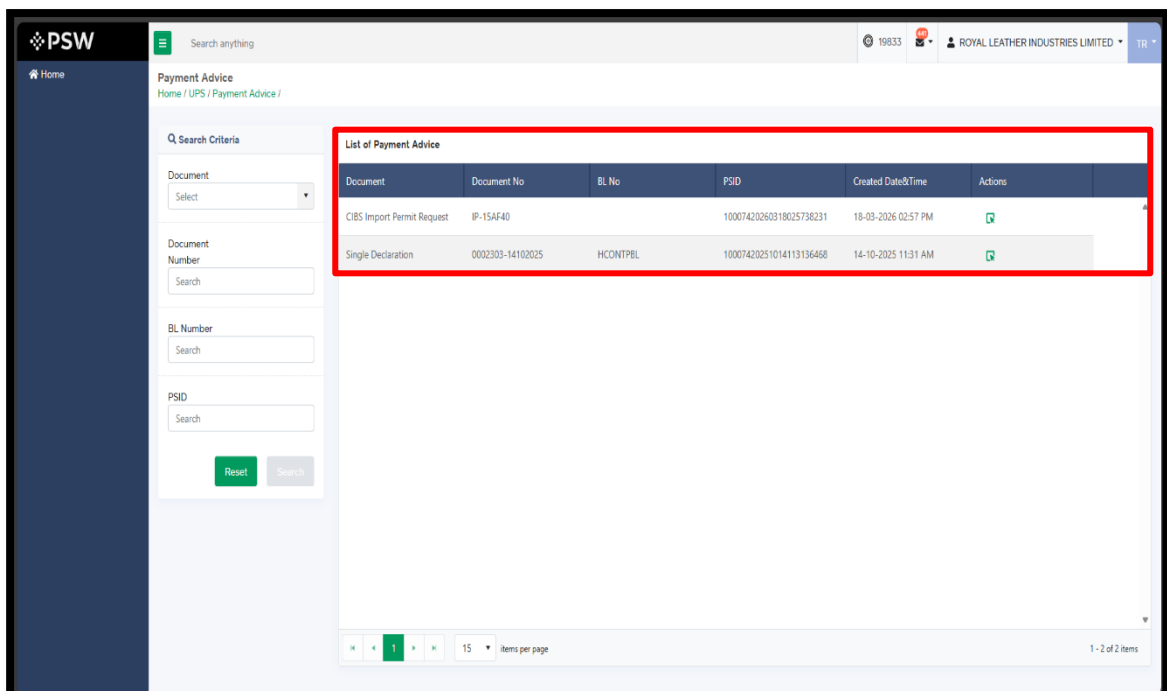 PSW
Search anything
19833
441
ROYAL LEATHER INDUSTRIES LIMITED
TR
Home
Payment Advice
Home / UPS / Payment Advice /
Search Criteria
Document
Select
Document
Number
Search
BL Number
Search
PSID
Search
Reset Search
List of Payment Advice
Document Document No BL No PSID Created Date&Time Actions
CIBS Import Permit Request IP-15AF40 10007420260318025738231 18-03-2026 02:57 PM
Single Declaration 0002303-14102025 HCONTPBL 10007420251014113136468 14-10-2025 11:31 AM
1 15 items per page 1 - 2 of 2 items